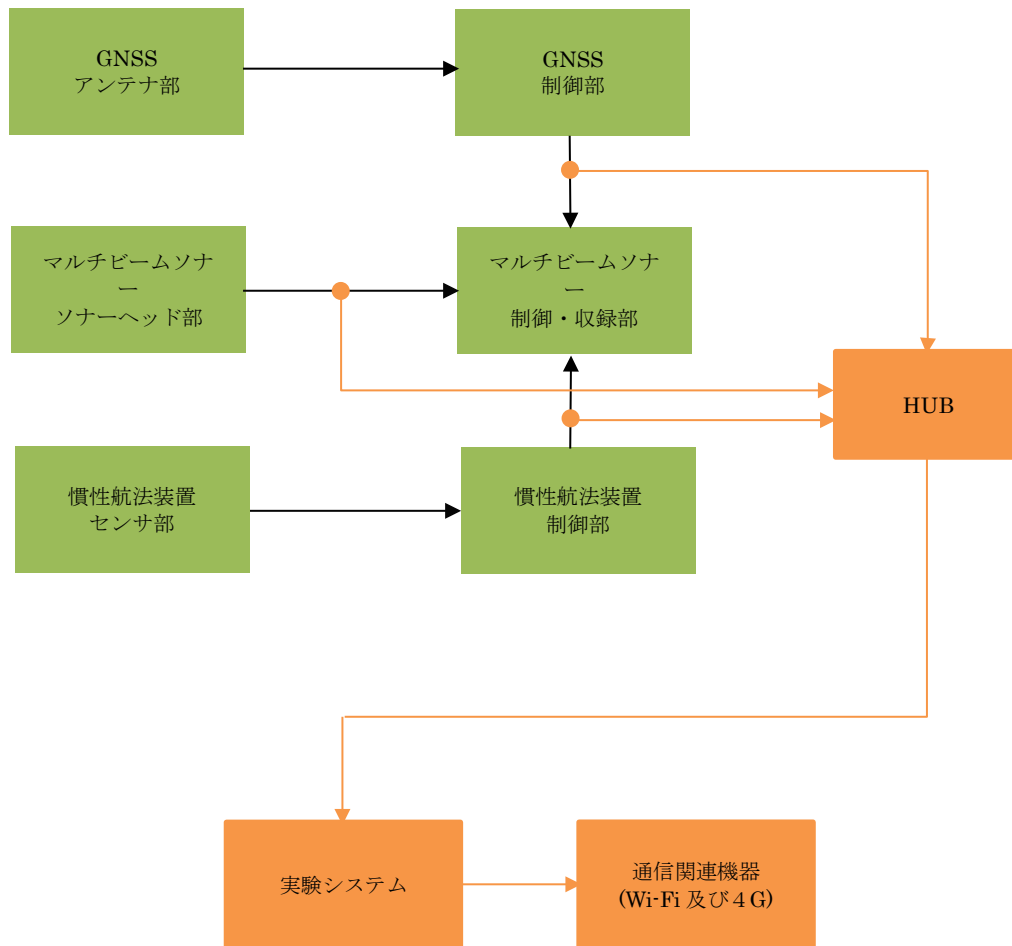 GNSS
アンテナ部
GNSS
制御部
マルチビームソナ
ー
ソナーヘッド部
マルチビームソナ
ー
制御・収録部
HUB
慣性航法装置
センサ部
慣性航法装置
制御部
実験システム
通信関連機器
(Wi-Fi 及び４G)